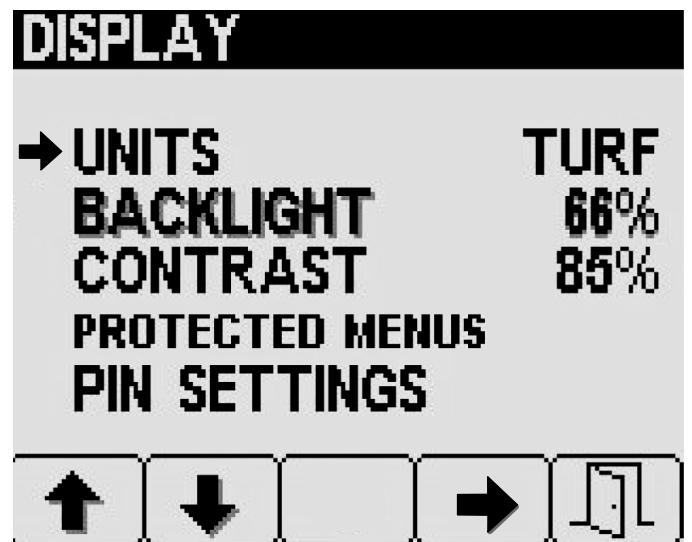 DISPLAY
UNITS TURF
BACKLIGHT 66%
CONTRAST 85%
PROTECTED MENUS
PIN SETTINGS